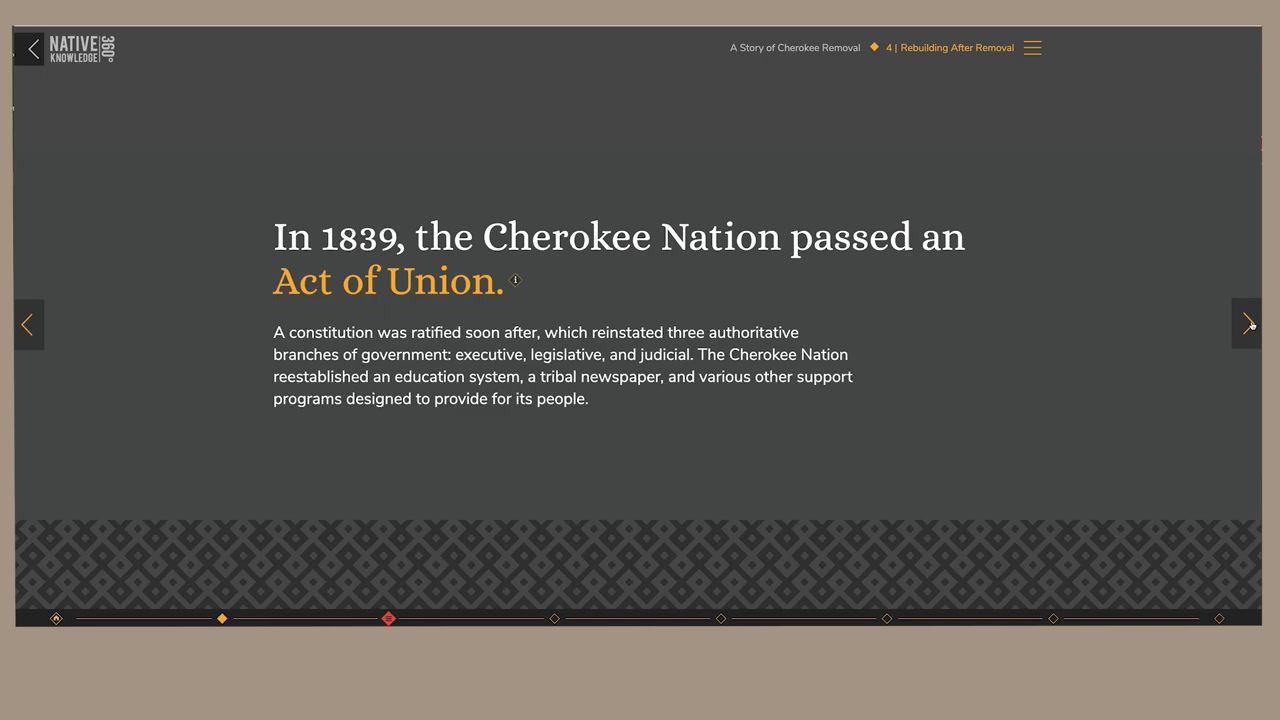 NATIVE
KNOWLEDGE
360°
A Story of Cherokee Removal
4 | Rebuilding After Removal
In 1839, the Cherokee Nation passed an
Act of Union. i
A constitution was ratified soon after, which reinstated three authoritative
branches of government: executive, legislative, and judicial. The Cherokee Nation
reestablished an education system, a tribal newspaper, and various other support
programs designed to provide for its people.